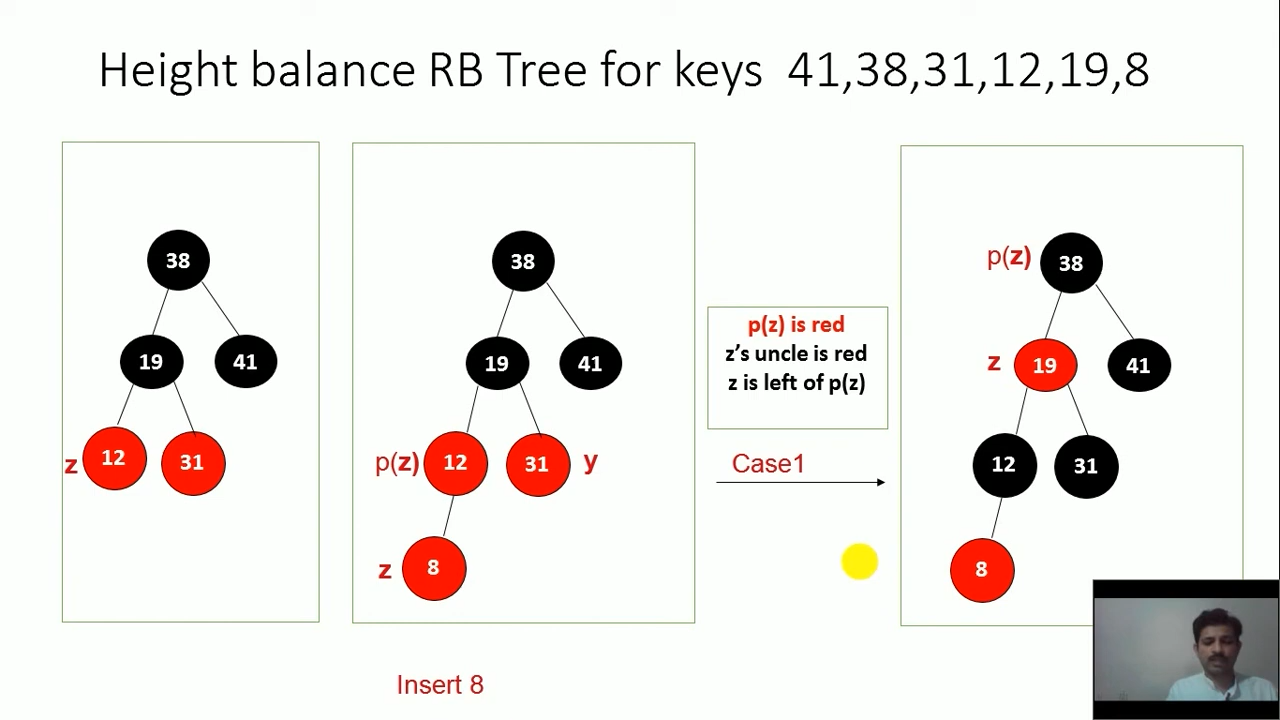 Height balance RB Tree for keys 41,38,31,12,19,8
38
19
41
z
12
31
38
19
41
p(z)
12
31
y
z
8
p(z) is red
z's uncle is red
z is left of p(z)
Case1
p(z)
38
z
19
41
12
31
8
Insert 8